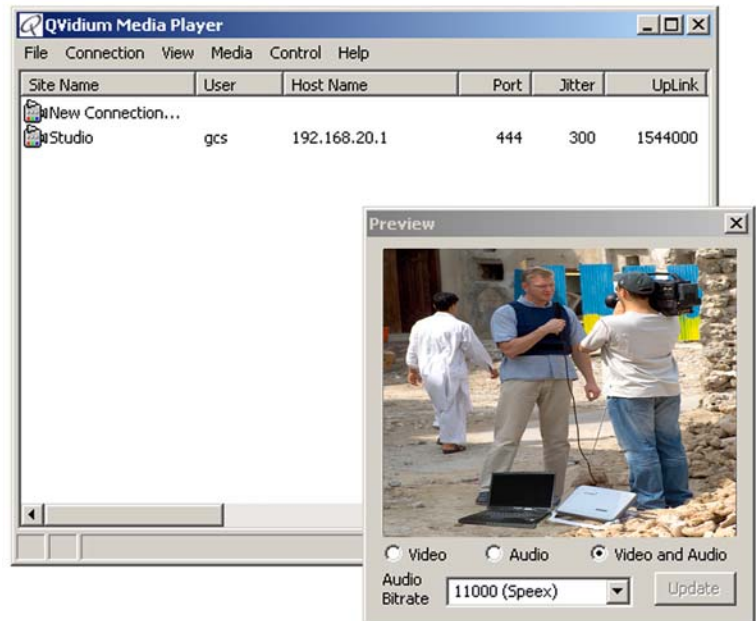 QVidium Media Player
File Connection View Media Control Help
Site Name User Host Name Port Jitter UpLink
New Connection...
Studio gcs 192.168.20.1 444 300 1544000
Preview
Video Audio Video and Audio
Audio Bitrate 11000 (Speex) Update